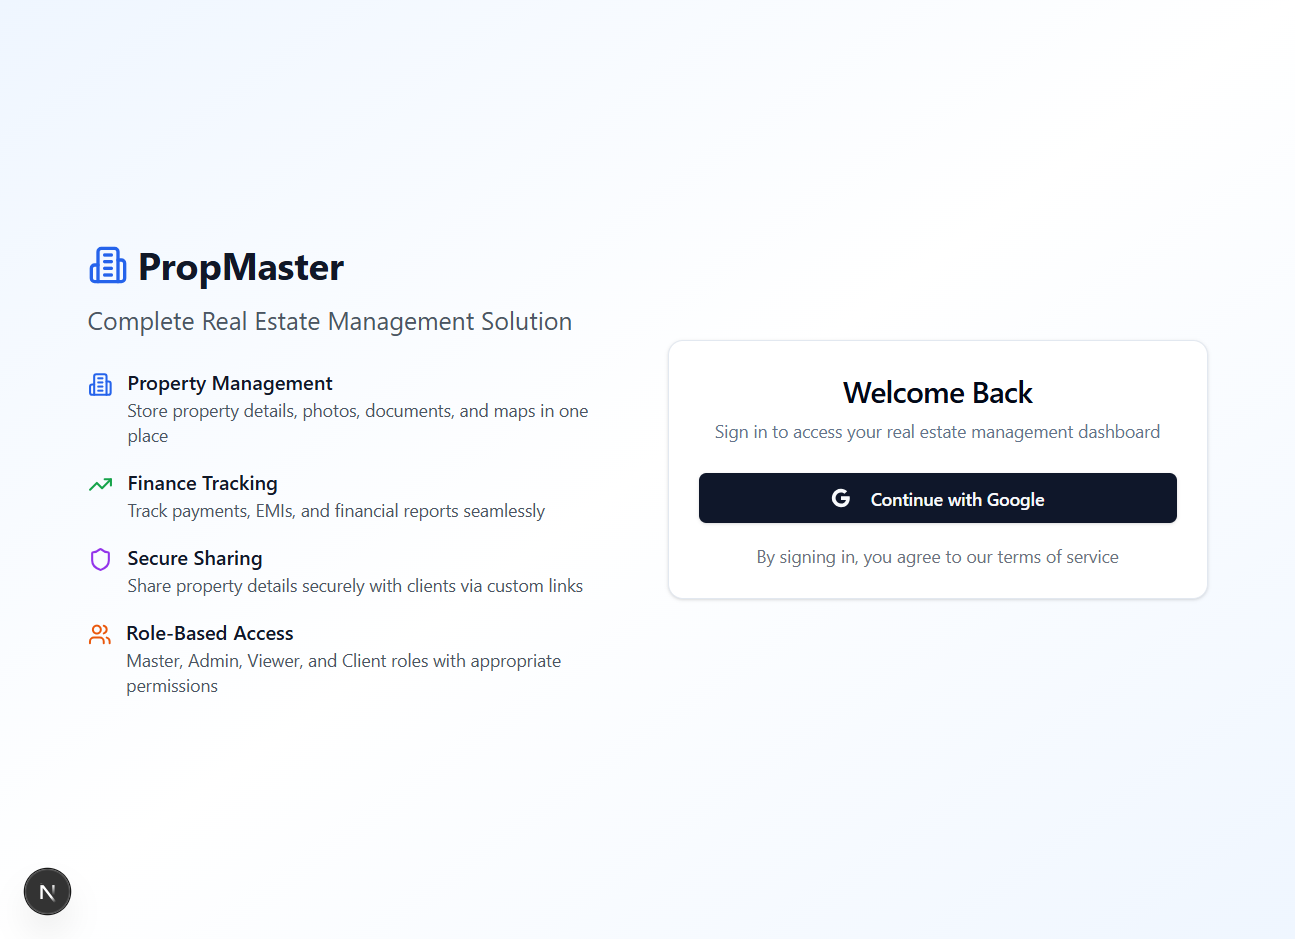 PropMaster
Complete Real Estate Management Solution
Property Management
Store property details, photos, documents, and maps in one
place
Finance Tracking
Track payments, EMIs, and financial reports seamlessly
Secure Sharing
Share property details securely with clients via custom links
Role-Based Access
Master, Admin, Viewer, and Client roles with appropriate
permissions
Welcome Back
Sign in to access your real estate management dashboard
G Continue with Google
By signing in, you agree to our terms of service
N